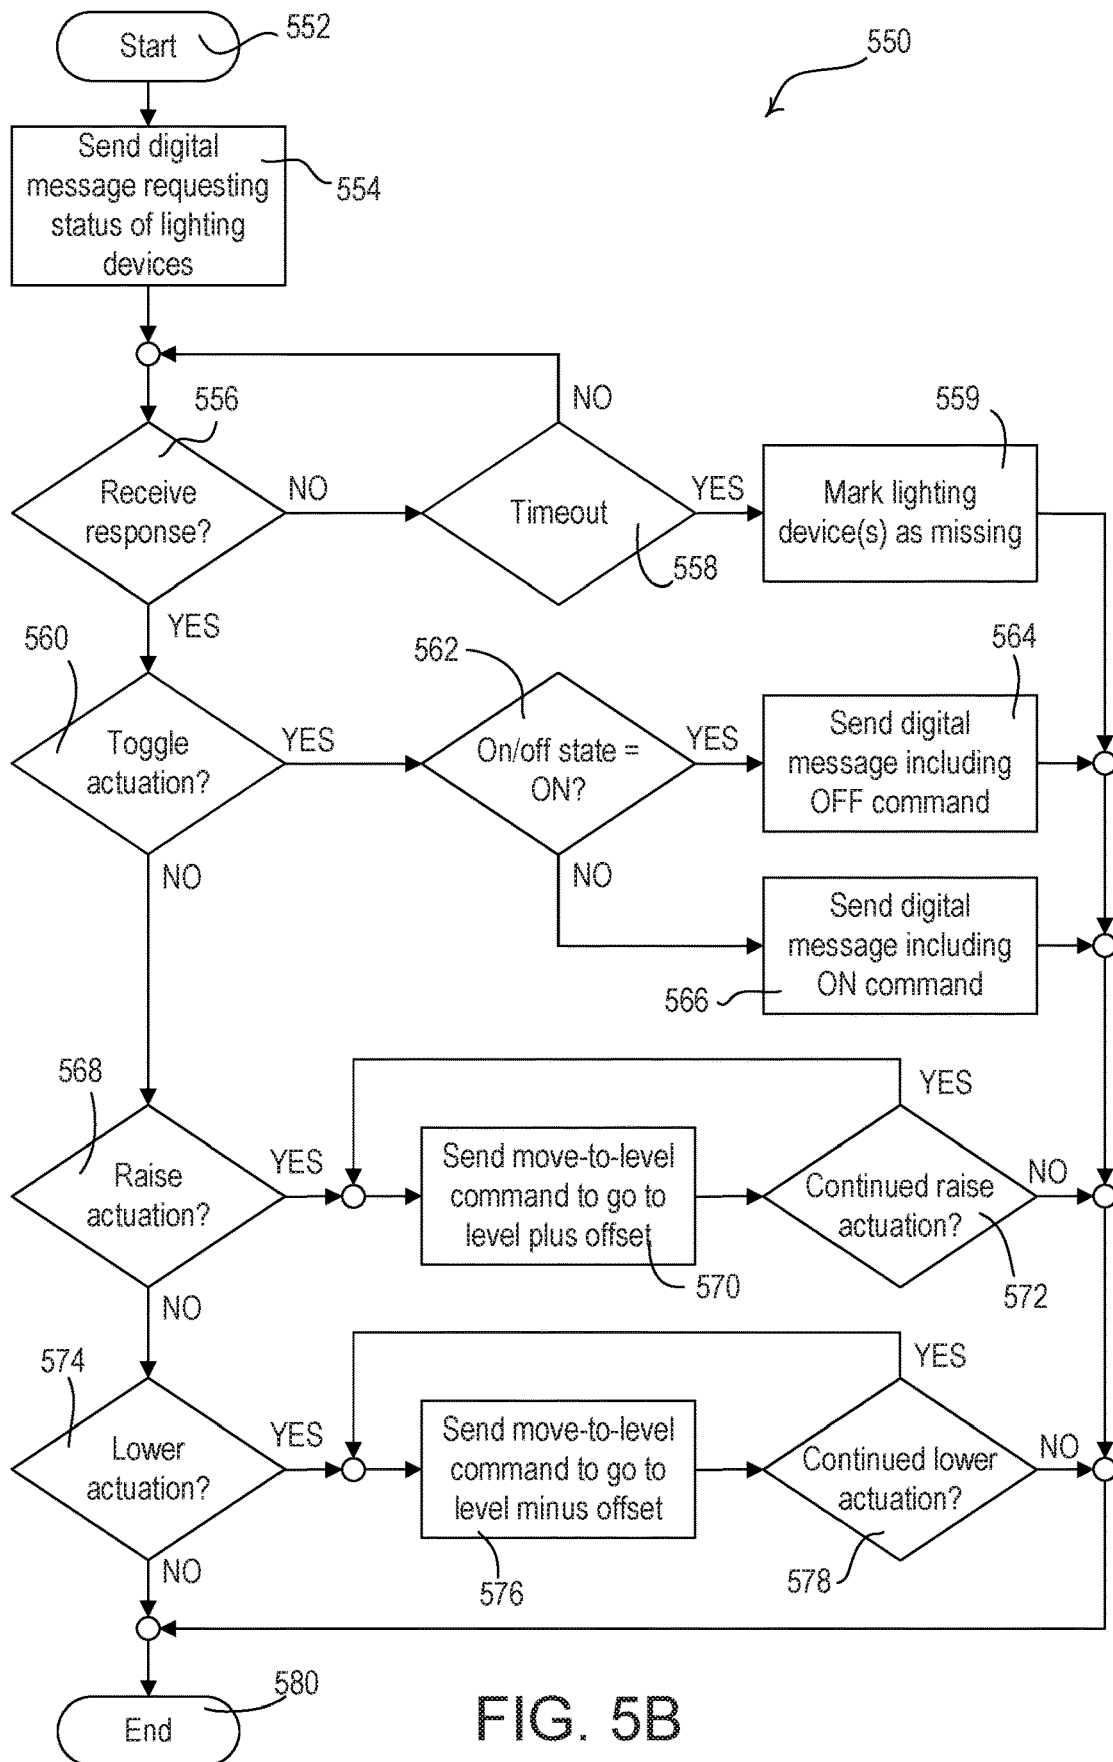 Start
552
550
Send digital
message requesting
status of lighting
devices
554
556
NO
559
Receive
response?
NO
Timeout
558
YES
Mark lighting
device(s) as missing
YES
560
562
564
Toggle
actuation?
YES
On/off state =
ON?
YES
Send digital
message including
OFF command
NO
NO
Send digital
message including
ON command
566
568
YES
Raise
actuation?
YES
Send move-to-level
command to go to
level plus offset
570
Continued raise
actuation?
572
NO
NO
574
YES
Lower
actuation?
YES
Send move-to-level
command to go to
level minus offset
576
Continued lower
actuation?
578
NO
NO
580
End
FIG. 5B